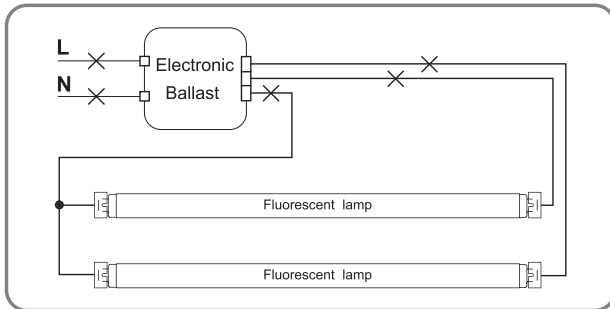 L
N
Electronic
Ballast
Fluorescent lamp
Fluorescent lamp